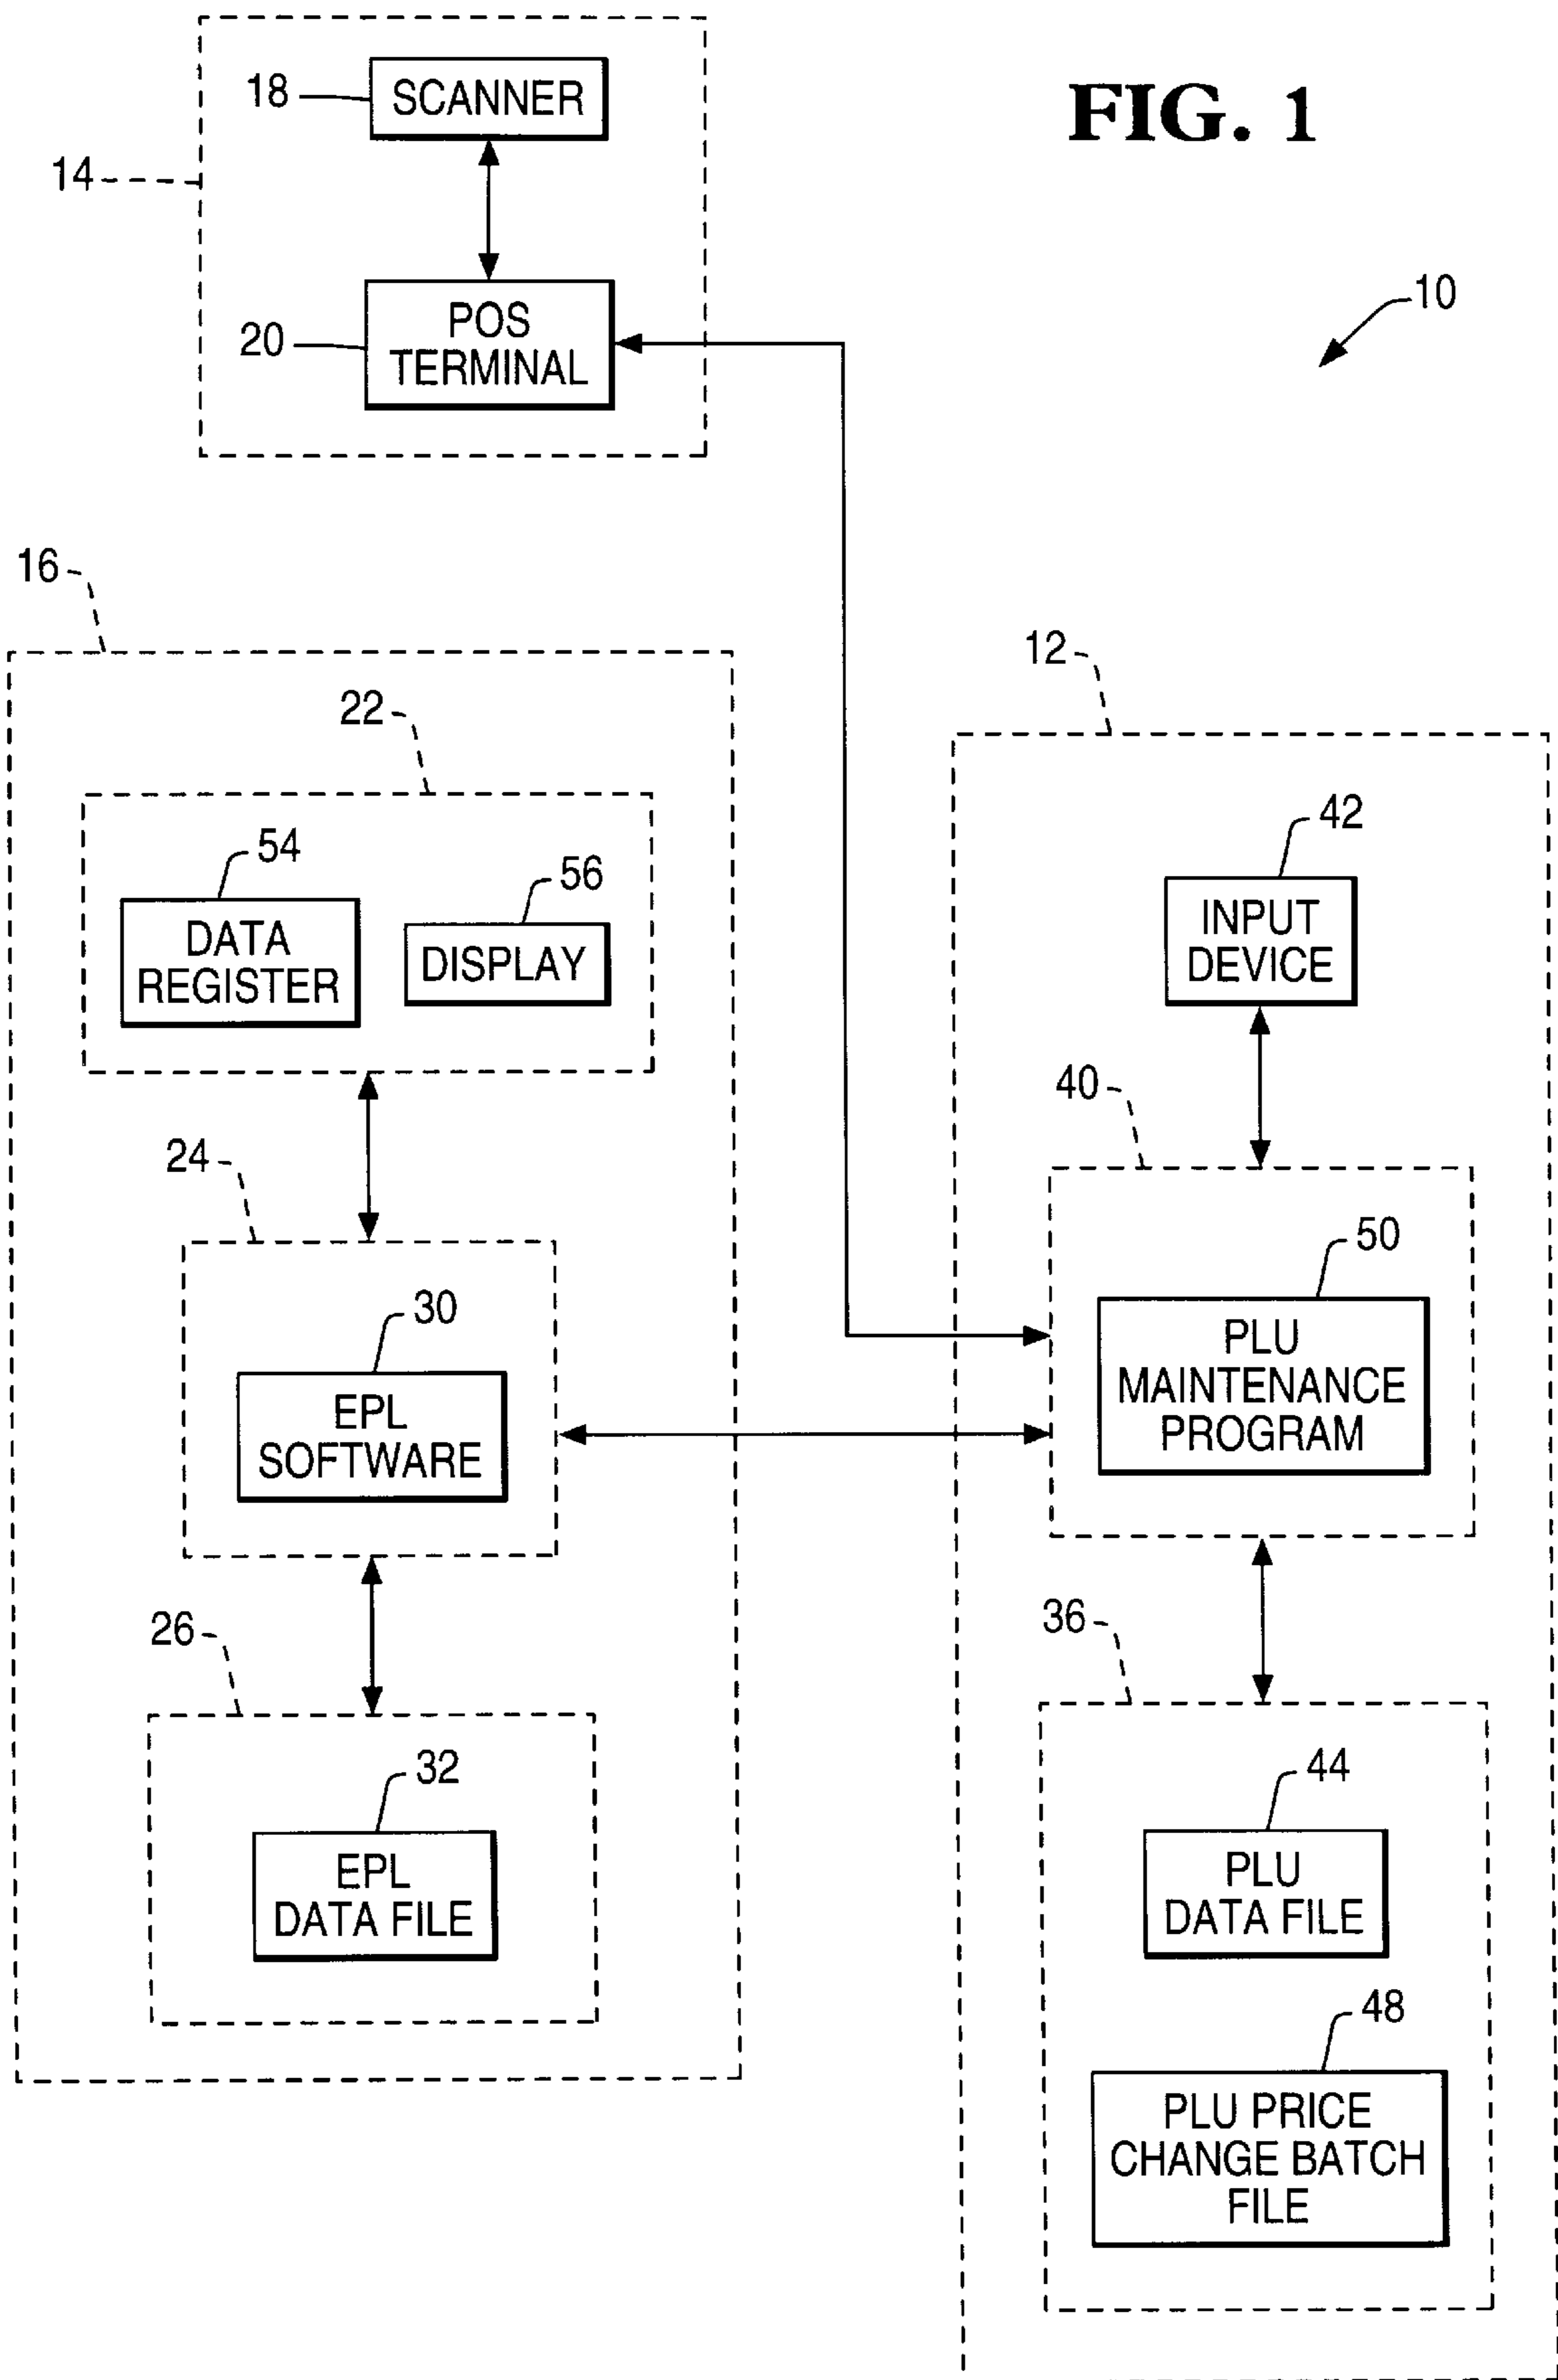 FIG. 1
10
14
18
SCANNER
20
POS
TERMINAL
16
22
54
DATA
REGISTER
56
DISPLAY
24
30
EPL
SOFTWARE
26
32
EPL
DATA FILE
12
42
INPUT
DEVICE
40
50
PLU
MAINTENANCE
PROGRAM
36
44
PLU
DATA FILE
48
PLU PRICE
CHANGE BATCH
FILE